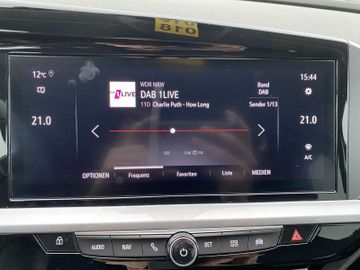 12°C
WDR NRW
DAB 1LIVE
11D Charlie Puth - How Long
Band
DAB
15:44
1LIVE
Sender 1/13
21.0
21.0
A/C
OPTIONEN
Frequenz
Favoriten
Liste
MEDIEN
AUDIO
NAV
SET